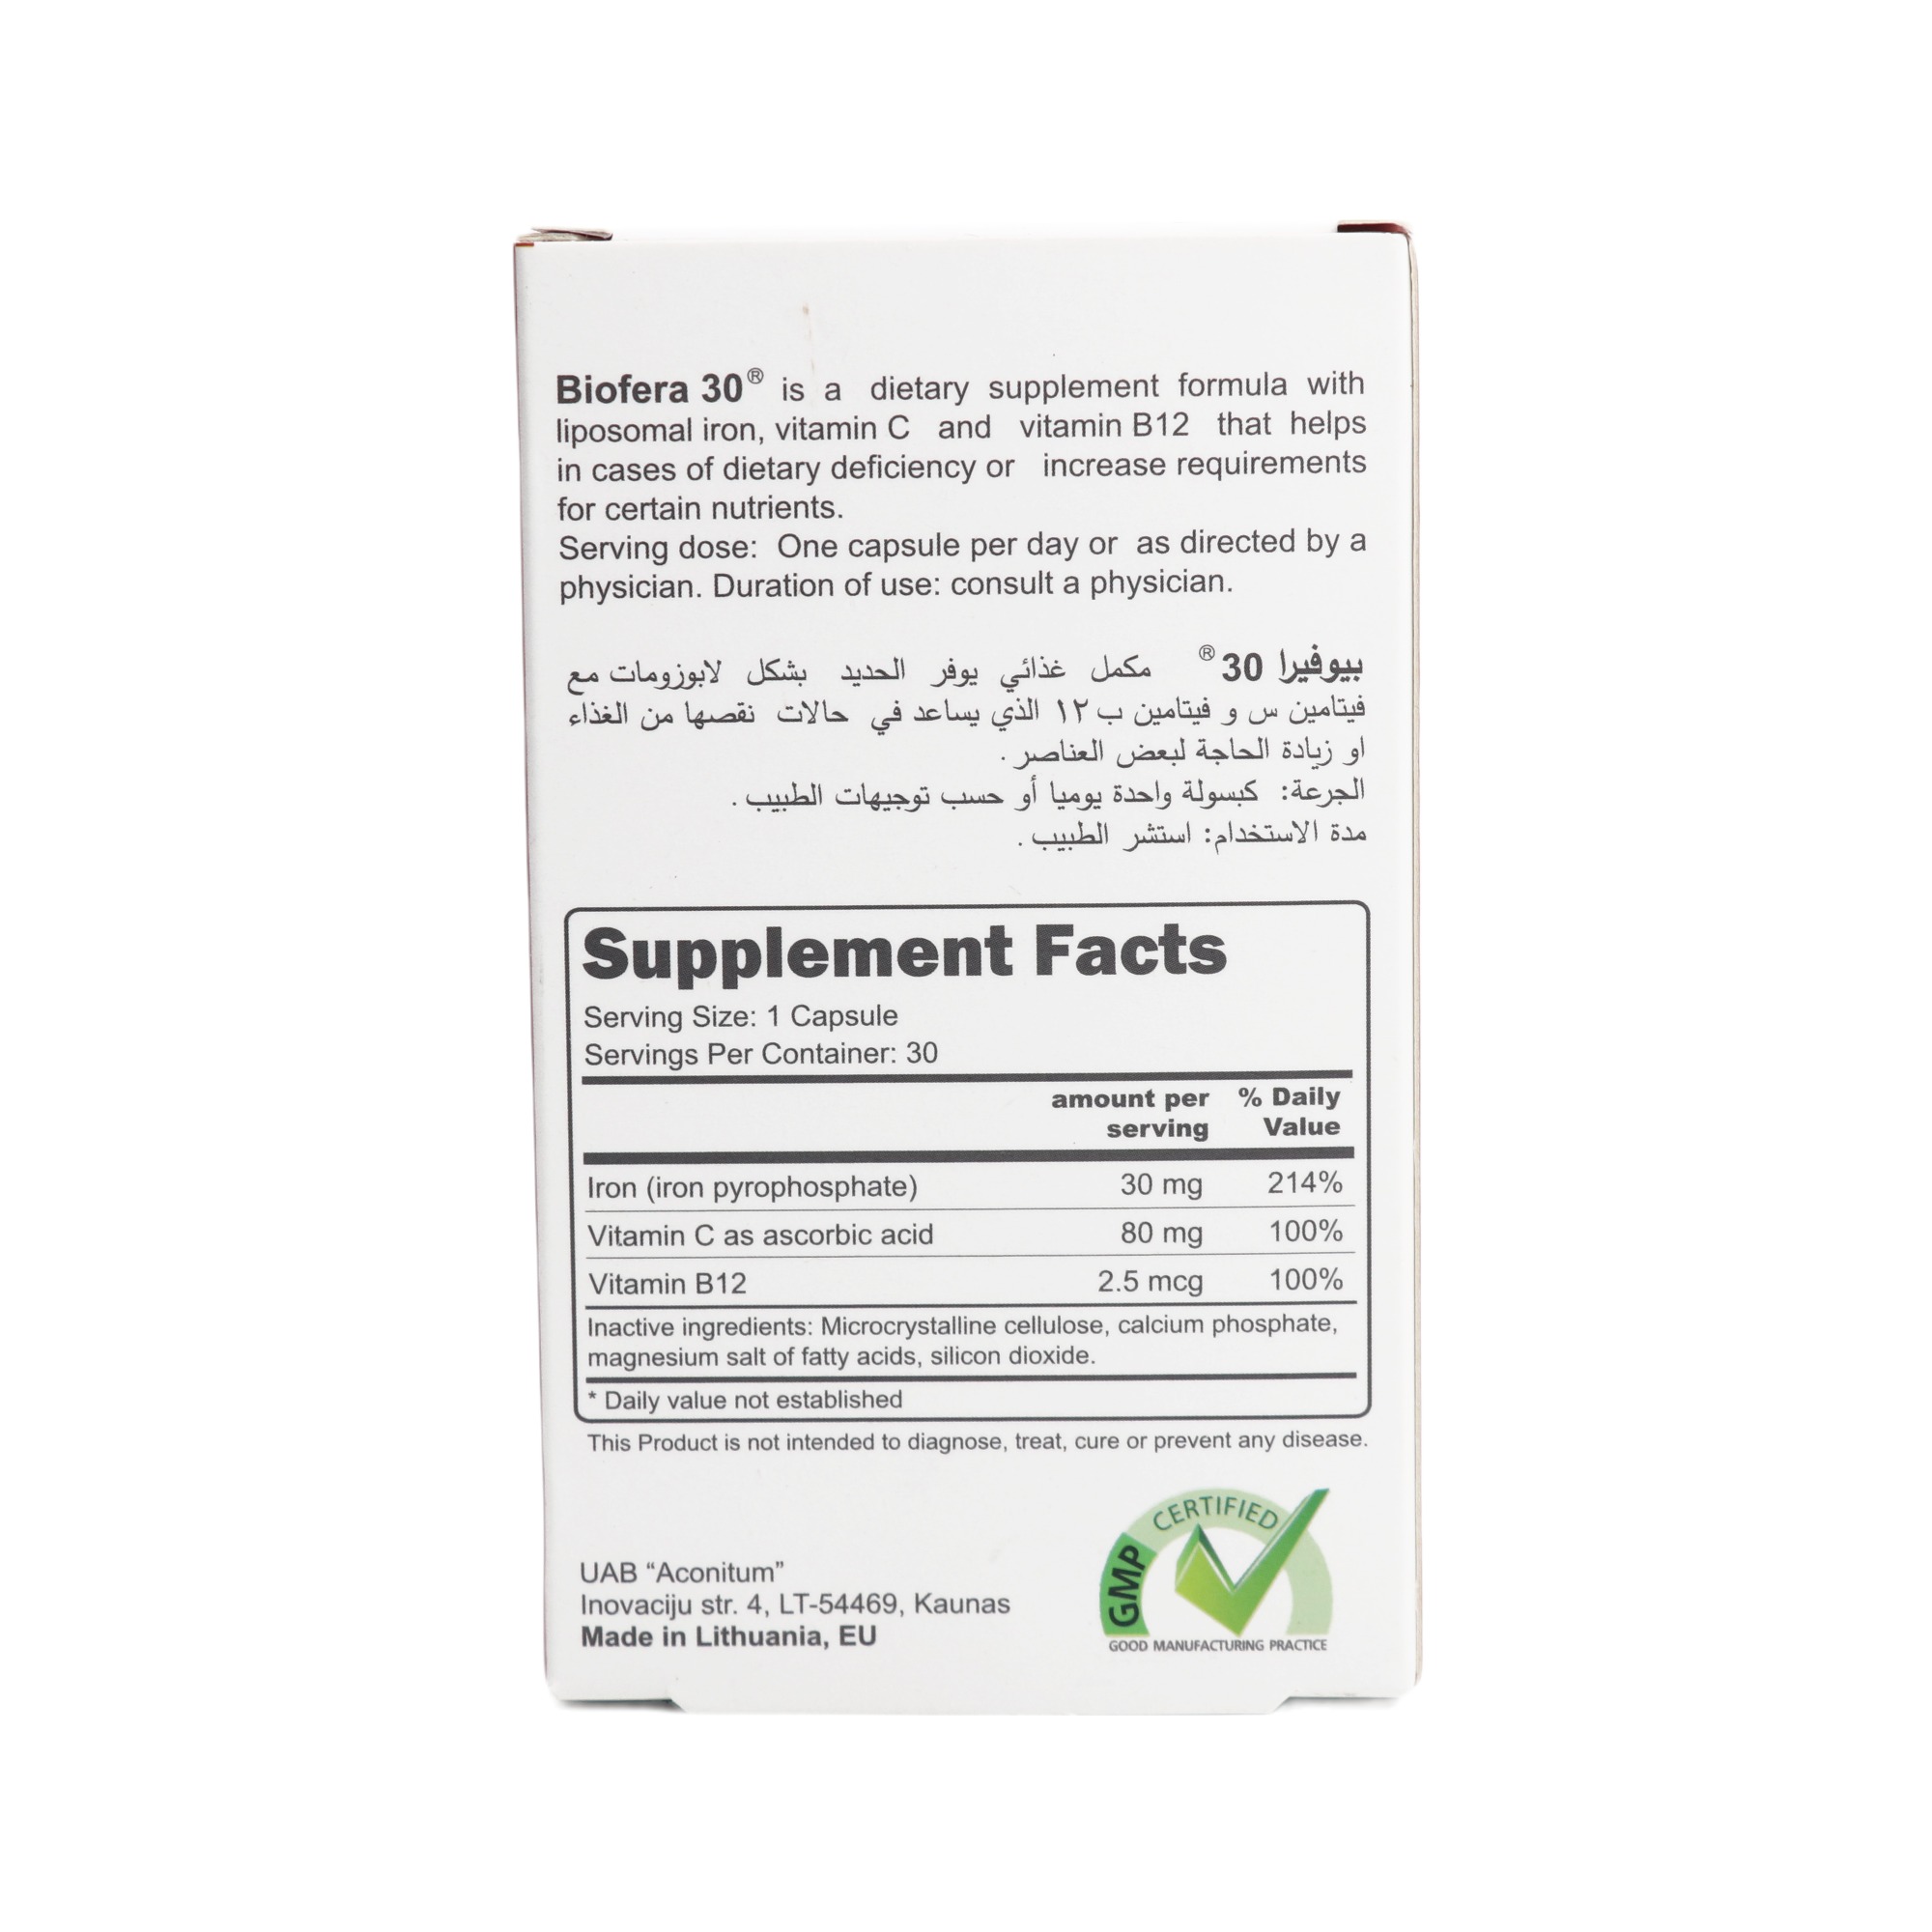 Biofera 30® is a dietary supplement formula with
liposomal iron, vitamin C and vitamin B12 that helps
in cases of dietary deficiency or increase requirements
for certain nutrients.
Serving dose: One capsule per day or as directed by a
physician. Duration of use: consult a physician.
بيوفيرا 30® مكمل غذائي يوفر الحديد بشكل لابوزومات مع
فيتامين س و فيتامين ب ١٢ الذي يساعد في حالات نقصها من الغذاء
او زيادة الحاجة لبعض العناصر .
الجرعة: كبسولة واحدة يوميا أو حسب توجيهات الطبيب .
مدة الاستخدام: استشر الطبيب .
Supplement Facts
Serving Size: 1 Capsule
Servings Per Container: 30
amount per % Daily
serving Value
Iron (iron pyrophosphate) 30 mg 214%
Vitamin C as ascorbic acid 80 mg 100%
Vitamin B12 2.5 mcg 100%
Inactive ingredients: Microcrystalline cellulose, calcium phosphate,
magnesium salt of fatty acids, silicon dioxide.
* Daily value not established
This Product is not intended to diagnose, treat, cure or prevent any disease.
UAB “Aconitum”
Inovaciju str. 4, LT-54469, Kaunas
Made in Lithuania, EU
GMP CERTIFIED
GOOD MANUFACTURING PRACTICE